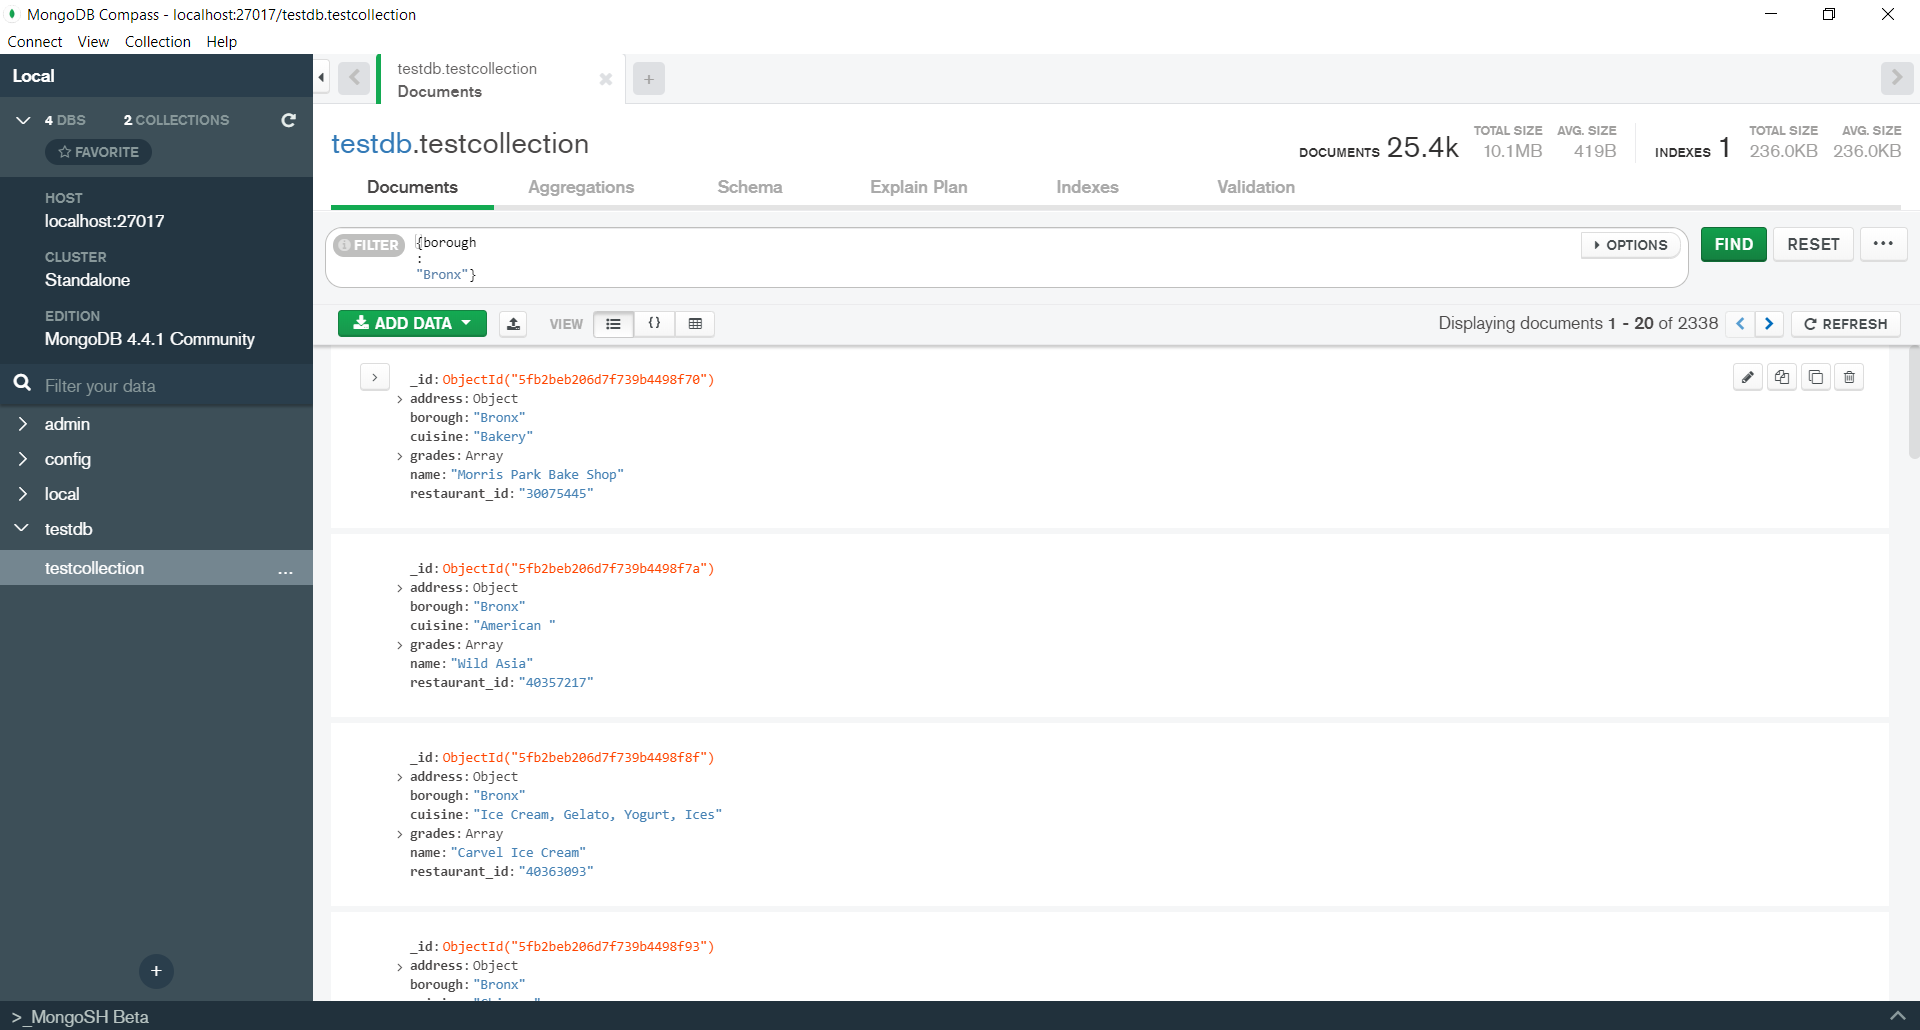 MongoDB Compass - localhost:27017/testdb.testcollection
Connect View Collection Help
Local
4 DBS 2 COLLECTIONS
FAVORITE
HOST
localhost:27017
CLUSTER
Standalone
EDITION
MongoDB 4.4.1 Community
Filter your data
admin
config
local
testdb
testcollection ...
>_MongoSH Beta
testdb.testcollection
Documents
testdb.testcollection
DOCUMENTS 25.4k TOTAL SIZE 10.1MB AVG. SIZE 419B INDEXES 1 TOTAL SIZE 236.0KB AVG. SIZE 236.0KB
Documents Aggregations Schema Explain Plan Indexes Validation
FILTER {borough
:
"Bronx"}
OPTIONS FIND RESET ...
ADD DATA VIEW {} Displaying documents 1 - 20 of 2338 REFRESH
_id: ObjectId("5fb2beb206d7f739b4498f70")
address: Object
borough: "Bronx"
cuisine: "Bakery"
grades: Array
name: "Morris Park Bake Shop"
restaurant_id: "30075445"
_id: ObjectId("5fb2beb206d7f739b4498f7a")
address: Object
borough: "Bronx"
cuisine: "American "
grades: Array
name: "Wild Asia"
restaurant_id: "40357217"
_id: ObjectId("5fb2beb206d7f739b4498f8f")
address: Object
borough: "Bronx"
cuisine: "Ice Cream, Gelato, Yogurt, Ices"
grades: Array
name: "Carvel Ice Cream"
restaurant_id: "40363093"
_id: ObjectId("5fb2beb206d7f739b4498f93")
address: Object
borough: "Bronx"